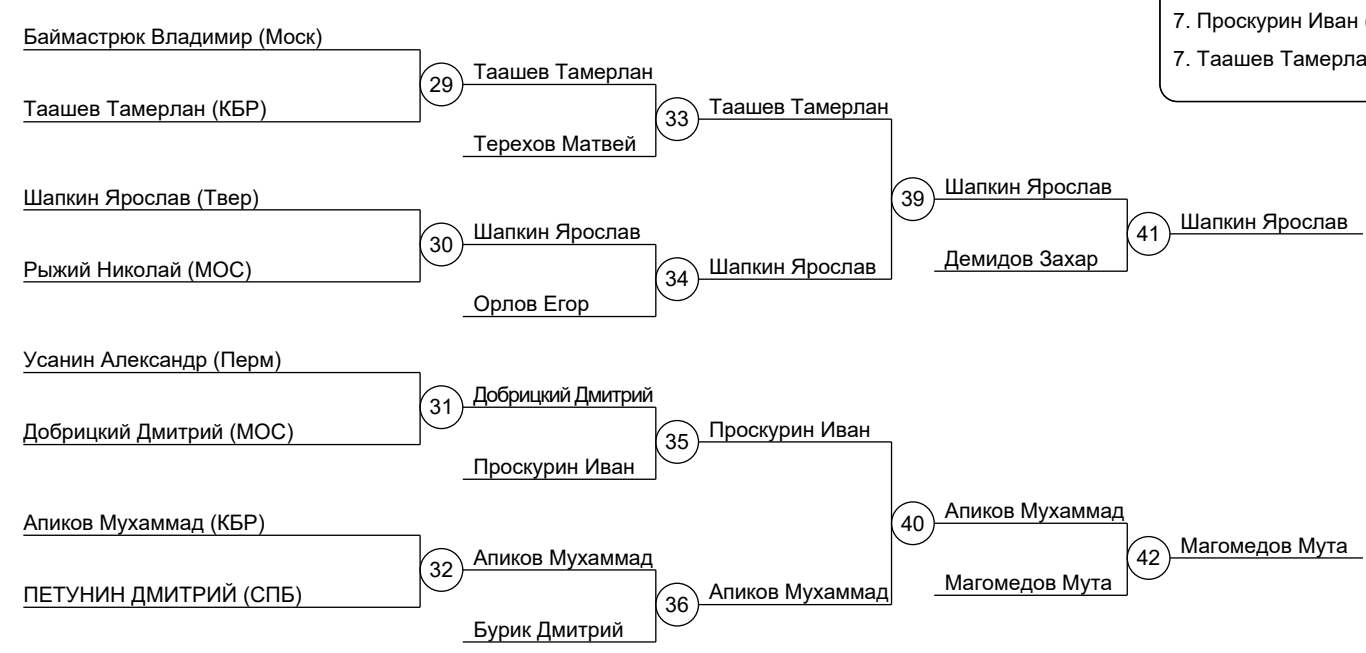 7. Проскурин Иван (
7. Таашев Тамерла
Баймастрюк Владимир (Моск)
29
Таашев Тамерлан
Таашев Тамерлан (КБР)
33
Таашев Тамерлан
Терехов Матвей
Шапкин Ярослав (Твер)
39
Шапкин Ярослав
30
Шапкин Ярослав
41
Шапкин Ярослав
Рыжий Николай (МОС)
34
Шапкин Ярослав
Демидов Захар
Орлов Егор
Усанин Александр (Перм)
31
Добрицкий Дмитрий
Добрицкий Дмитрий (МОС)
35
Проскурин Иван
Проскурин Иван
Апиков Мухаммад (КБР)
40
Апиков Мухаммад
32
Апиков Мухаммад
42
Магомедов Мута
ПЕТУНИН ДМИТРИЙ (СПБ)
36
Апиков Мухаммад
Магомедов Мута
Бурик Дмитрий